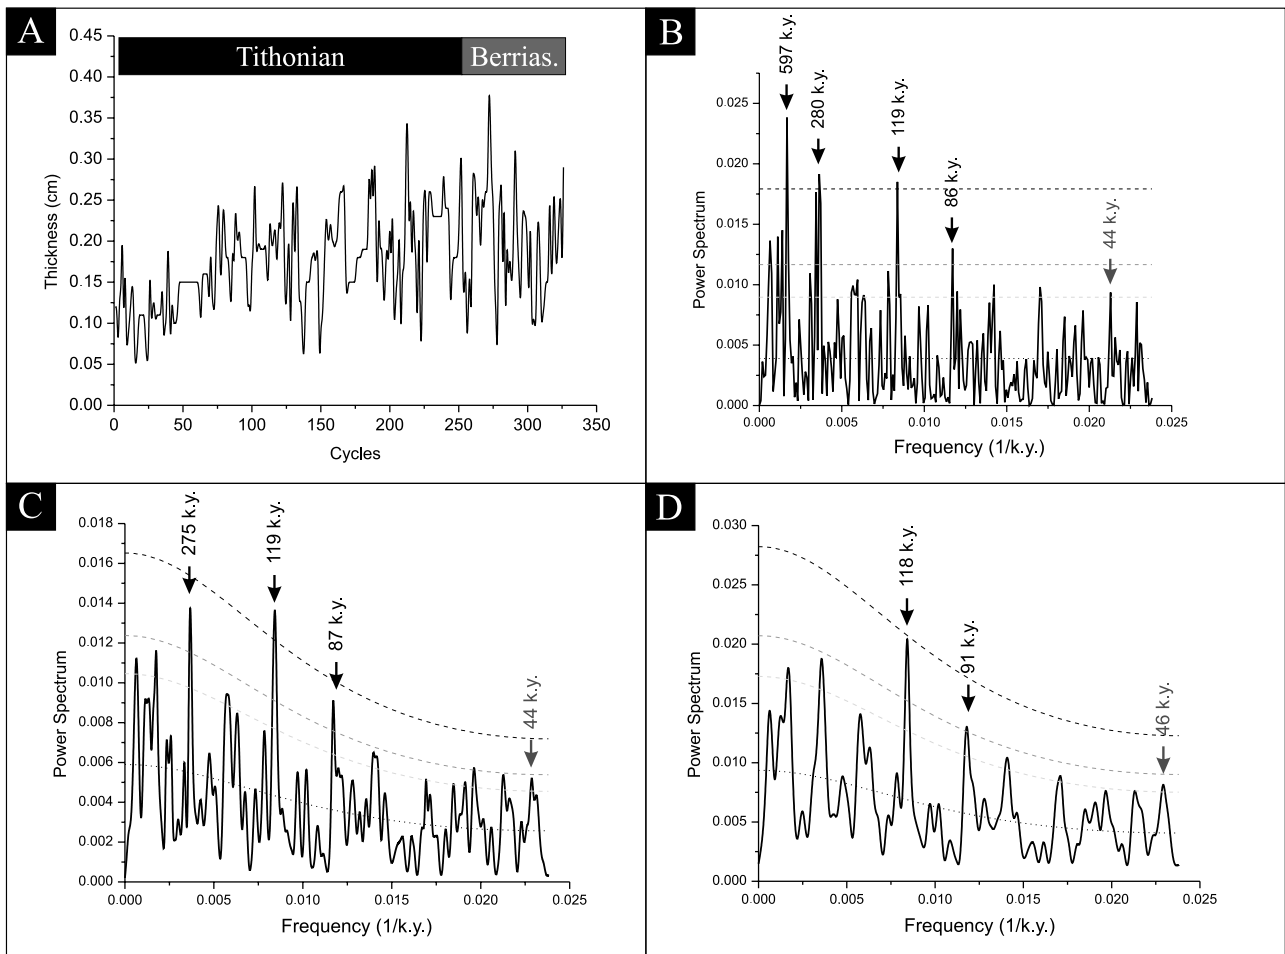 A
Tithonian
Berrias.
0.45
0.40
0.35
0.30
0.25
0.20
0.15
0.10
0.05
0.00
Thickness (cm)
0
50
100
150
200
250
300
350
Cycles
B
597 k.y.
280 k.y.
119 k.y.
86 k.y.
44 k.y.
0.025
0.020
0.015
0.010
0.005
0.000
Power Spectrum
0.000
0.005
0.010
0.015
0.020
0.025
Frequency (1/k.y.)
C
275 k.y.
119 k.y.
87 k.y.
44 k.y.
0.018
0.016
0.014
0.012
0.010
0.008
0.006
0.004
0.002
0.000
Power Spectrum
0.000
0.005
0.010
0.015
0.020
0.025
Frequency (1/k.y.)
D
118 k.y.
91 k.y.
46 k.y.
0.030
0.025
0.020
0.015
0.010
0.005
0.000
Power Spectrum
0.000
0.005
0.010
0.015
0.020
0.025
Frequency (1/k.y.)